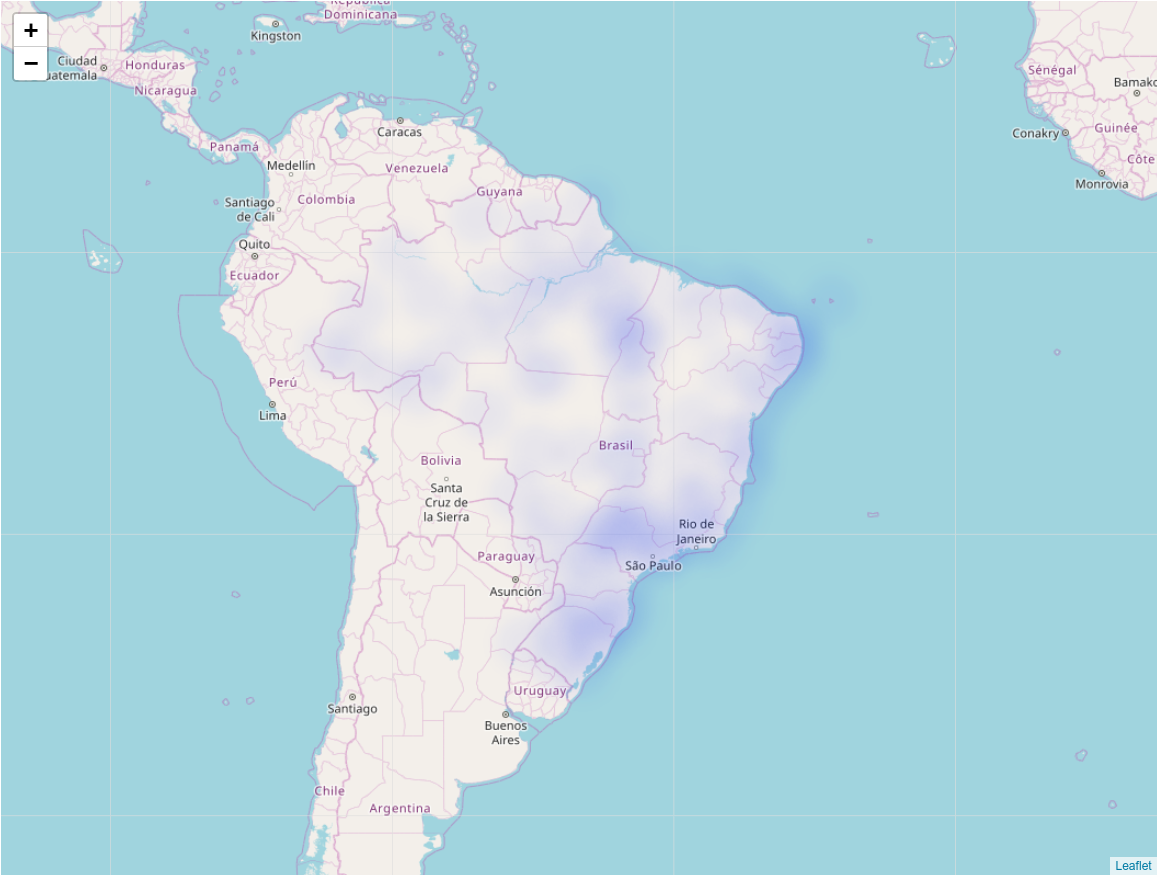 República
Dominicana
+
−
Kingston
Ciudad
Honduras
Nicaragua
Sénégal
Bamako
Caracas
Conakry
Guinée
Panamá
Côte
Medellín
Venezuela
Monrovia
Guyana
Santiago
de Cali
Colombia
Quito
Ecuador
Perú
Lima
Brasil
Bolivia
Santa
Cruz de
la Sierra
Rio de
Janeiro
Paraguay
São Paulo
Asunción
Uruguay
Santiago
Buenos
Aires
Chile
Argentina
Leaflet